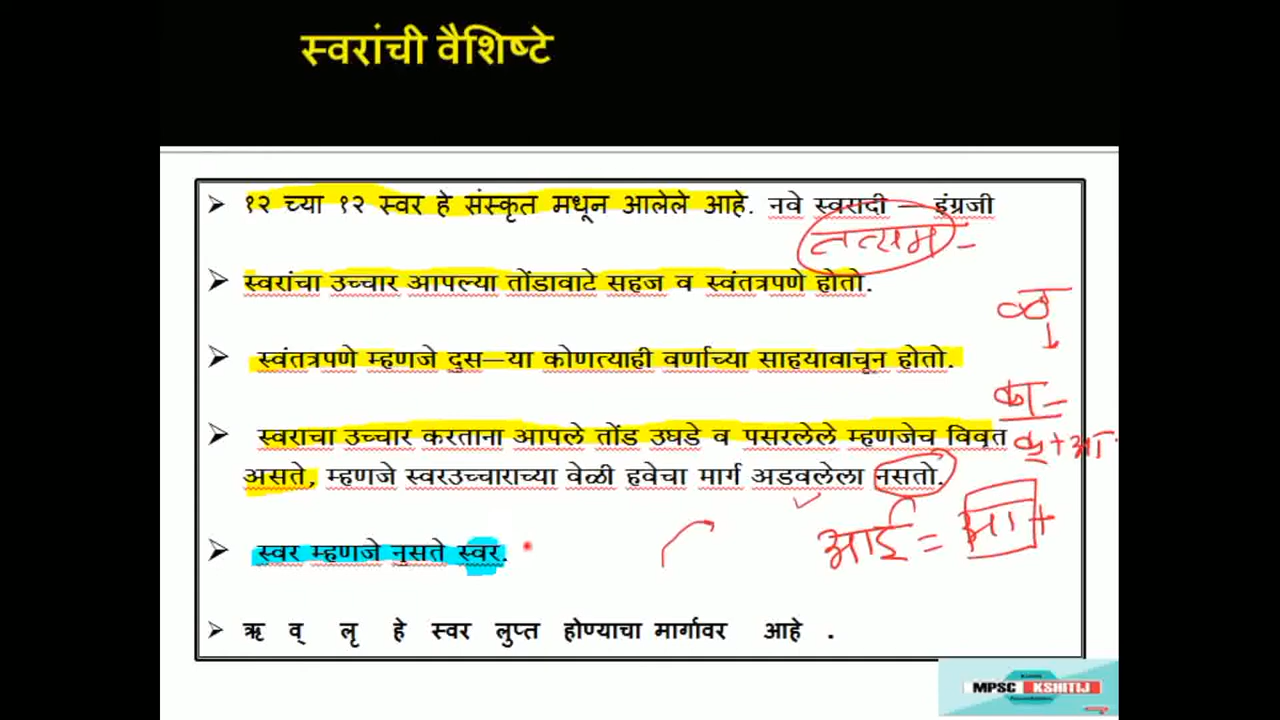 स्वरांची वैशिष्टे
१२ च्या १२ स्वर हे संस्कृत मधून आलेले आहे. नवे स्वरादी — इंग्रजी
तत्सम –
स्वरांचा उच्चार आपल्या तोंडावाटे सहज व स्वंतत्रपणे होतो.
स्वंतत्रपणे म्हणजे दुस—या कोणत्याही वर्णाच्या साहयावाचून होतो.
का –
स्वराचा उच्चार करताना आपले तोंड उघडे व पसरलेले म्हणजेच विवृत
क् + आ
असते, म्हणजे स्वरउच्चाराच्या वेळी हवेचा मार्ग अडवलेला नसतो.
आई = आ +
स्वर म्हणजे नुसते स्वर.
ऋ व् लृ हे स्वर लुप्त होण्याचा मार्गावर आहे .
MPSC KSHITIJ